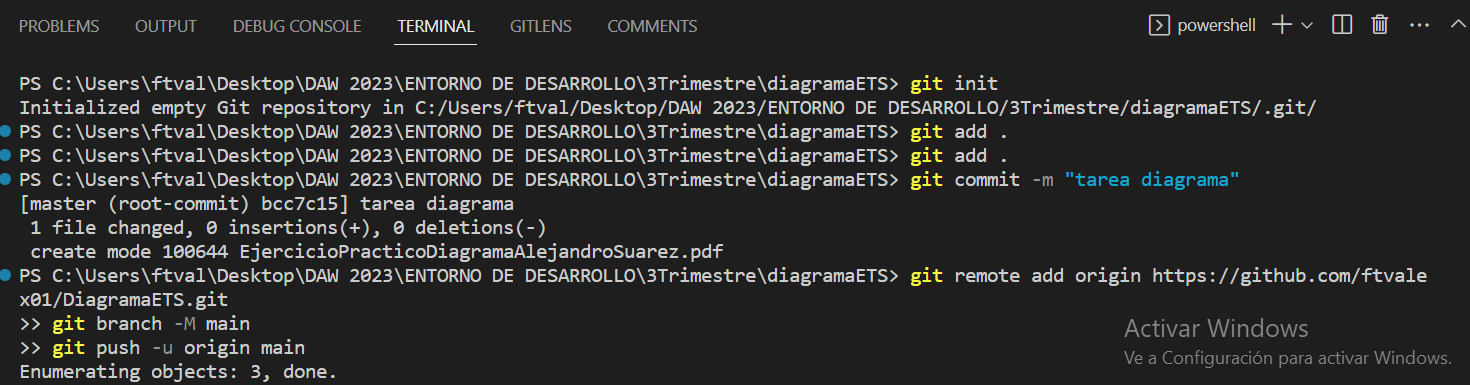 PROBLEMS OUTPUT DEBUG CONSOLE TERMINAL GITLENS COMMENTS powershell
PS C:\Users\ftval\Desktop\DAW 2023\ENTORNO DE DESARROLLO\3Trimestre\diagramaETS> git init
Initialized empty Git repository in C:/Users/ftval/Desktop/DAW 2023/ENTORNO DE DESARROLLO/3Trimestre/diagramaETS/.git/
PS C:\Users\ftval\Desktop\DAW 2023\ENTORNO DE DESARROLLO\3Trimestre\diagramaETS> git add .
PS C:\Users\ftval\Desktop\DAW 2023\ENTORNO DE DESARROLLO\3Trimestre\diagramaETS> git add .
PS C:\Users\ftval\Desktop\DAW 2023\ENTORNO DE DESARROLLO\3Trimestre\diagramaETS> git commit -m "tarea diagrama"
[master (root-commit) bcc7c15] tarea diagrama
 1 file changed, 0 insertions(+), 0 deletions(-)
 create mode 100644 EjercicioPracticoDiagramaAlejandroSuarez.pdf
PS C:\Users\ftval\Desktop\DAW 2023\ENTORNO DE DESARROLLO\3Trimestre\diagramaETS> git remote add origin https://github.com/ftvale
x01/DiagramaETS.git
>> git branch -M main
>> git push -u origin main
Enumerating objects: 3, done.
Activar Windows
Ve a Configuración para activar Windows.